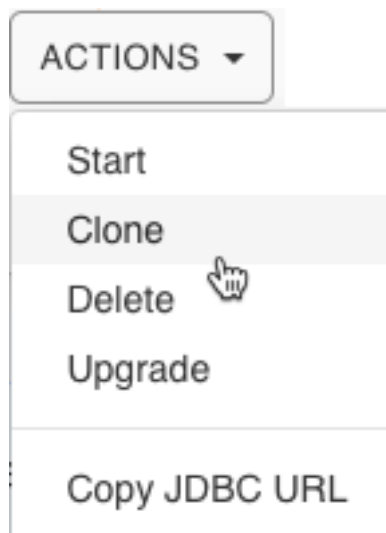 ACTIONS
Start
Clone
Delete
Upgrade
Copy JDBC URL